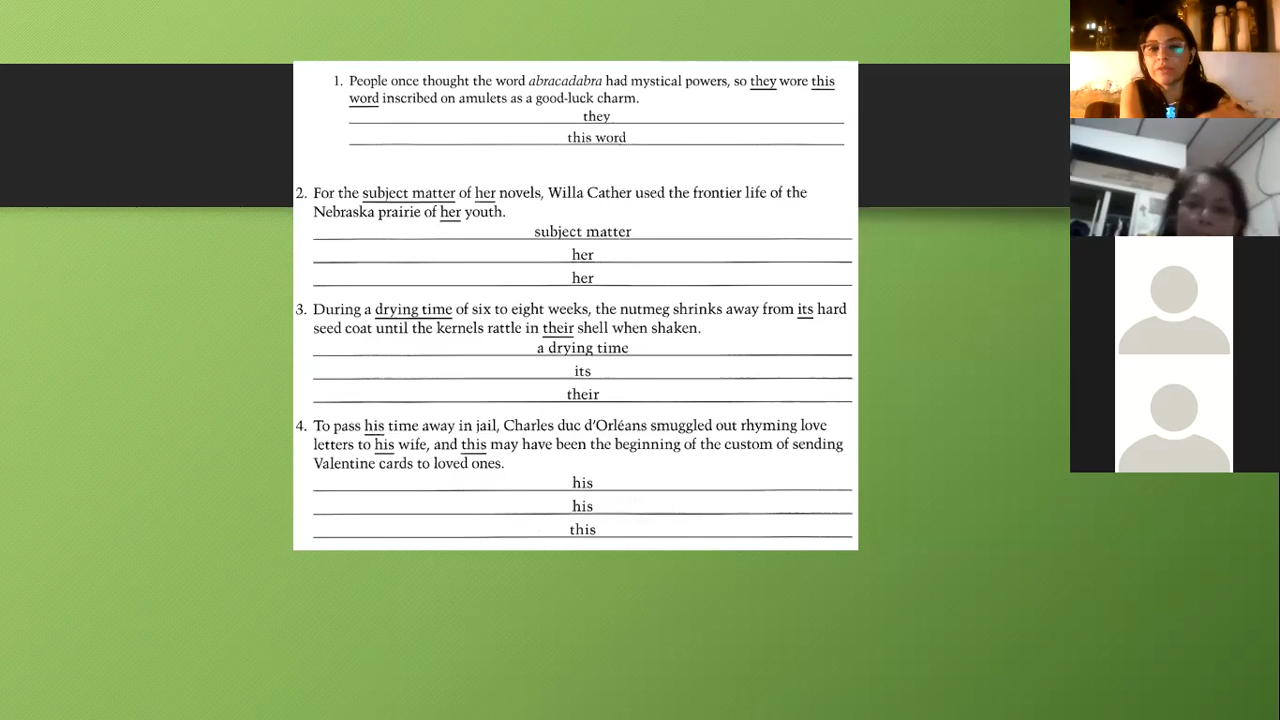 1. People once thought the word abracadabra had mystical powers, so they wore this
word inscribed on amulets as a good-luck charm.
they
this word
2. For the subject matter of her novels, Willa Cather used the frontier life of the
Nebraska prairie of her youth.
subject matter
her
her
3. During a drying time of six to eight weeks, the nutmeg shrinks away from its hard
seed coat until the kernels rattle in their shell when shaken.
a drying time
its
their
4. To pass his time away in jail, Charles duc d'Orléans smuggled out rhyming love
letters to his wife, and this may have been the beginning of the custom of sending
Valentine cards to loved ones.
his
his
this